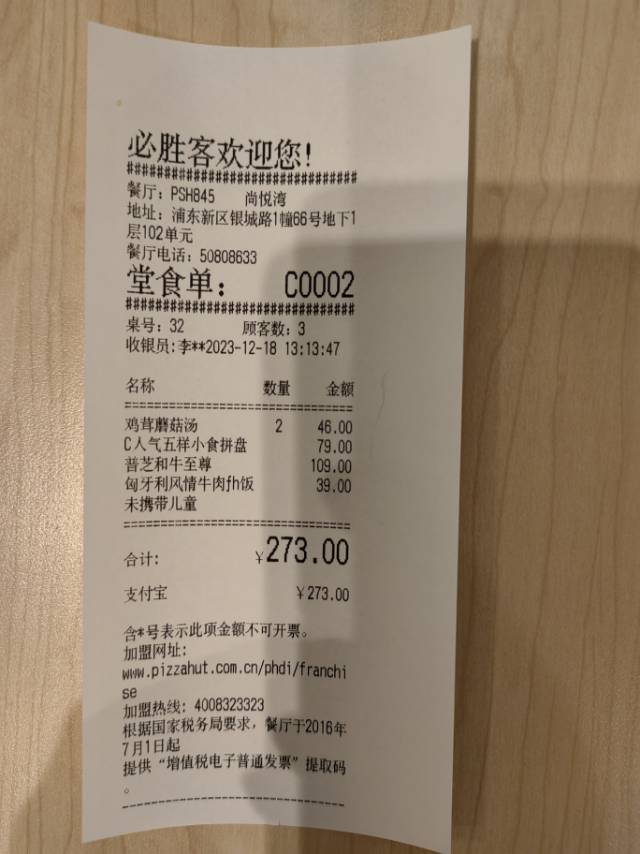 必胜客欢迎您!
######################################
餐厅: PSH845 尚悦湾
地址: 浦东新区银城路1幢66号地下1
层102单元
餐厅电话: 50808633
堂食单: C0002
######################################
桌号: 32 顾客数: 3
收银员:李**2023-12-18 13:13:47
名称 数量 金额
======================================
鸡茸蘑菇汤 2 46.00
C人气五样小食拼盘 79.00
普芝和牛至尊 109.00
匈牙利风情牛肉fh饭 39.00
未携带儿童
======================================
合计: ¥273.00
支付宝 ¥273.00
含*号表示此项金额不可开票。
加盟网址:
www.pizzahut.com.cn/phdi/franchi
se
加盟热线: 4008323323
根据国家税务局要求, 餐厅于2016年
7月1日起
提供“增值税电子普通发票”提取码
。
--------------------------------------